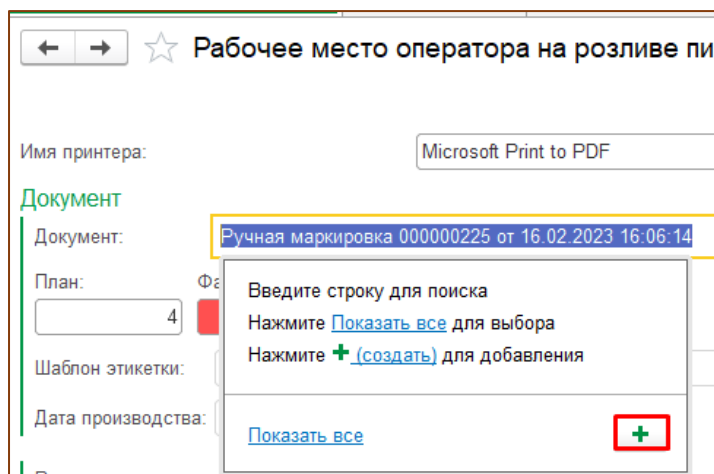 Рабочее место оператора на розливе пи
Имя принтера:
Microsoft Print to PDF
Документ
Документ:
Ручная маркировка 000000225 от 16.02.2023 16:06:14
План:
Фа
4
Введите строку для поиска
Нажмите Показать все для выбора
Нажмите + (создать) для добавления
Шаблон этикетки:
Дата производства:
Показать все
+